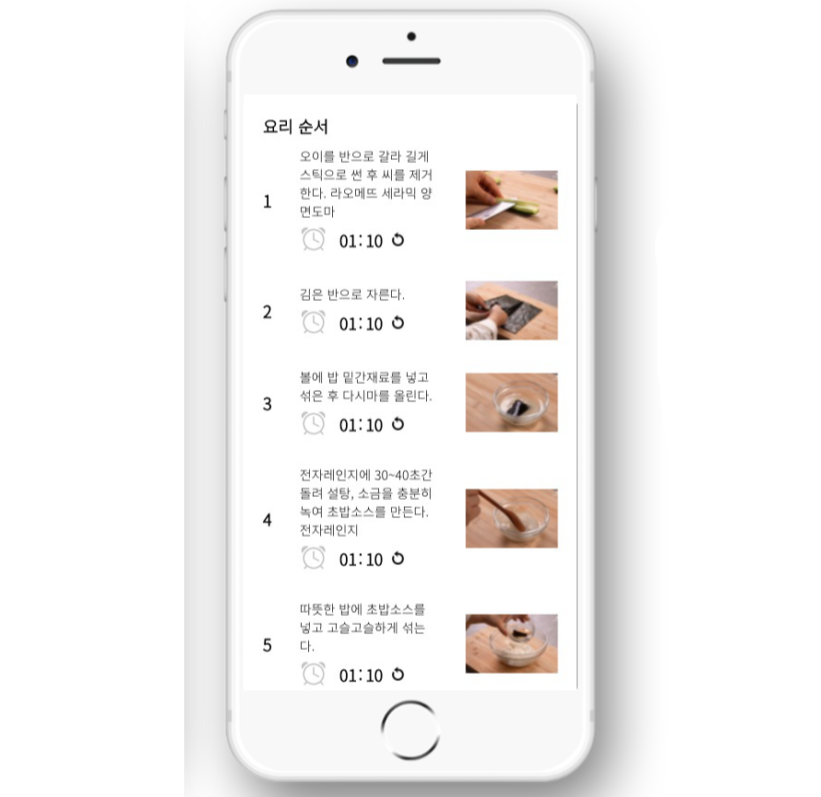 요리 순서
1
오이를 반으로 갈라 길게
스틱으로 썬 후 씨를 제거
한다. 라오메뜨 세라믹 양
면도마
01:10
2
김은 반으로 자른다.
01:10
3
볼에 밥 밑간재료를 넣고
섞은 후 다시마를 올린다.
01:10
4
전자레인지에 30~40초간
돌려 설탕, 소금을 충분히
녹여 초밥소스를 만든다.
전자레인지
01:10
5
따뜻한 밥에 초밥소스를
넣고 고슬고슬하게 섞는
다.
01:10